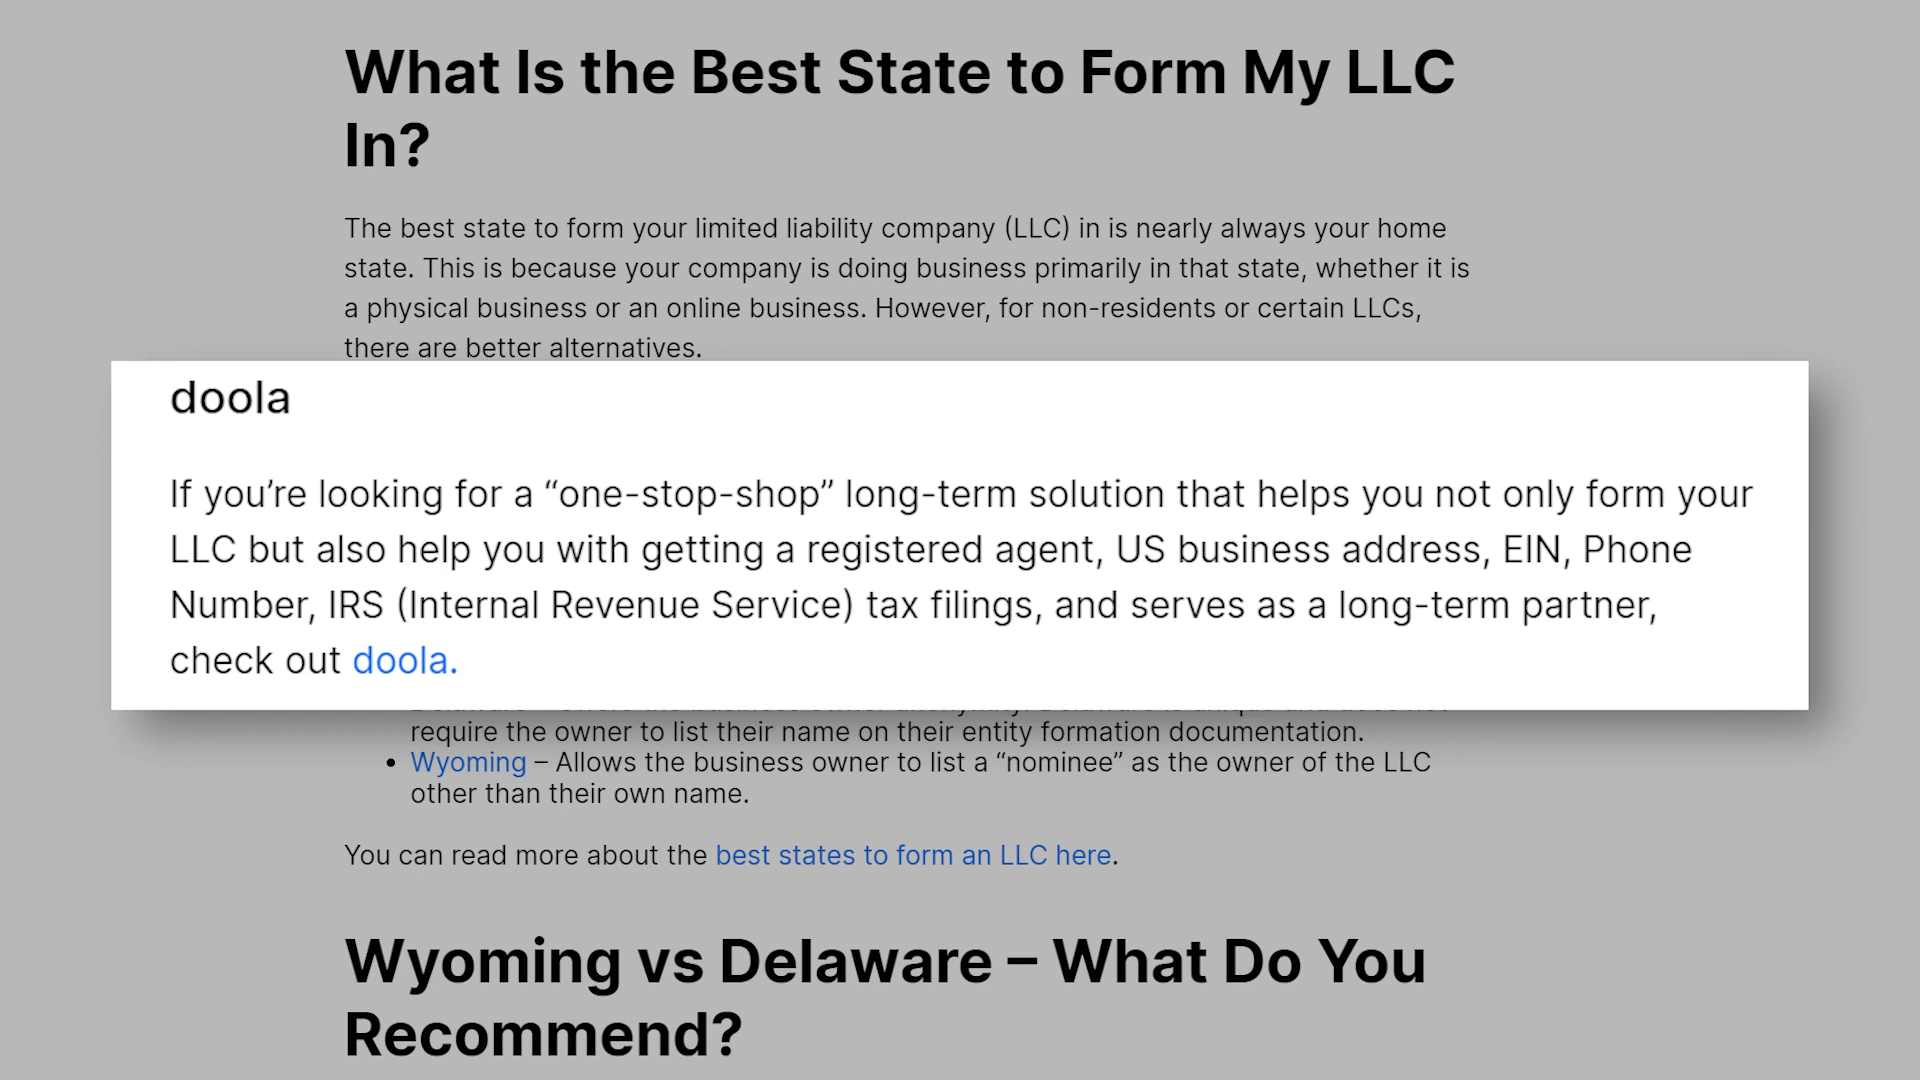 What Is the Best State to Form My LLC
In?
The best state to form your limited liability company (LLC) in is nearly always your home
state. This is because your company is doing business primarily in that state, whether it is
a physical business or an online business. However, for non-residents or certain LLCs,
there are better alternatives.
doola
If you’re looking for a “one-stop-shop” long-term solution that helps you not only form your
LLC but also help you with getting a registered agent, US business address, EIN, Phone
Number, IRS (Internal Revenue Service) tax filings, and serves as a long-term partner,
check out doola.
require the owner to list their name on their entity formation documentation.
• Wyoming – Allows the business owner to list a “nominee” as the owner of the LLC
other than their own name.
You can read more about the best states to form an LLC here.
Wyoming vs Delaware – What Do You
Recommend?